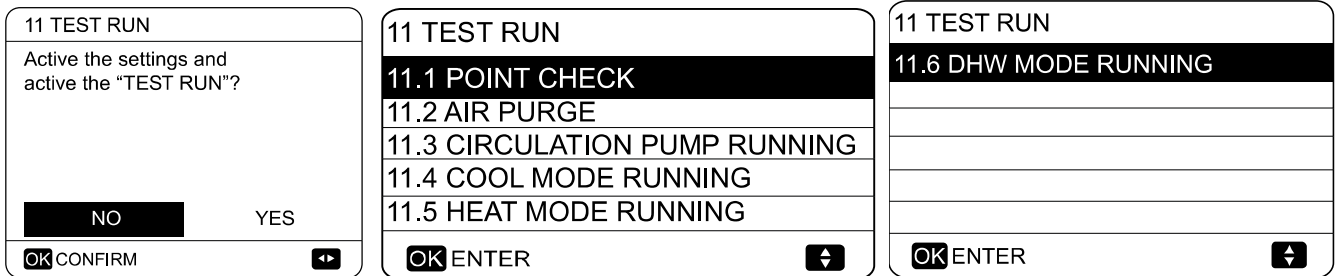 11 TEST RUN
Active the settings and
active the “TEST RUN”?
NO YES
OK CONFIRM
11 TEST RUN
11.1 POINT CHECK
11.2 AIR PURGE
11.3 CIRCULATION PUMP RUNNING
11.4 COOL MODE RUNNING
11.5 HEAT MODE RUNNING
OK ENTER
11 TEST RUN
11.6 DHW MODE RUNNING
OK ENTER